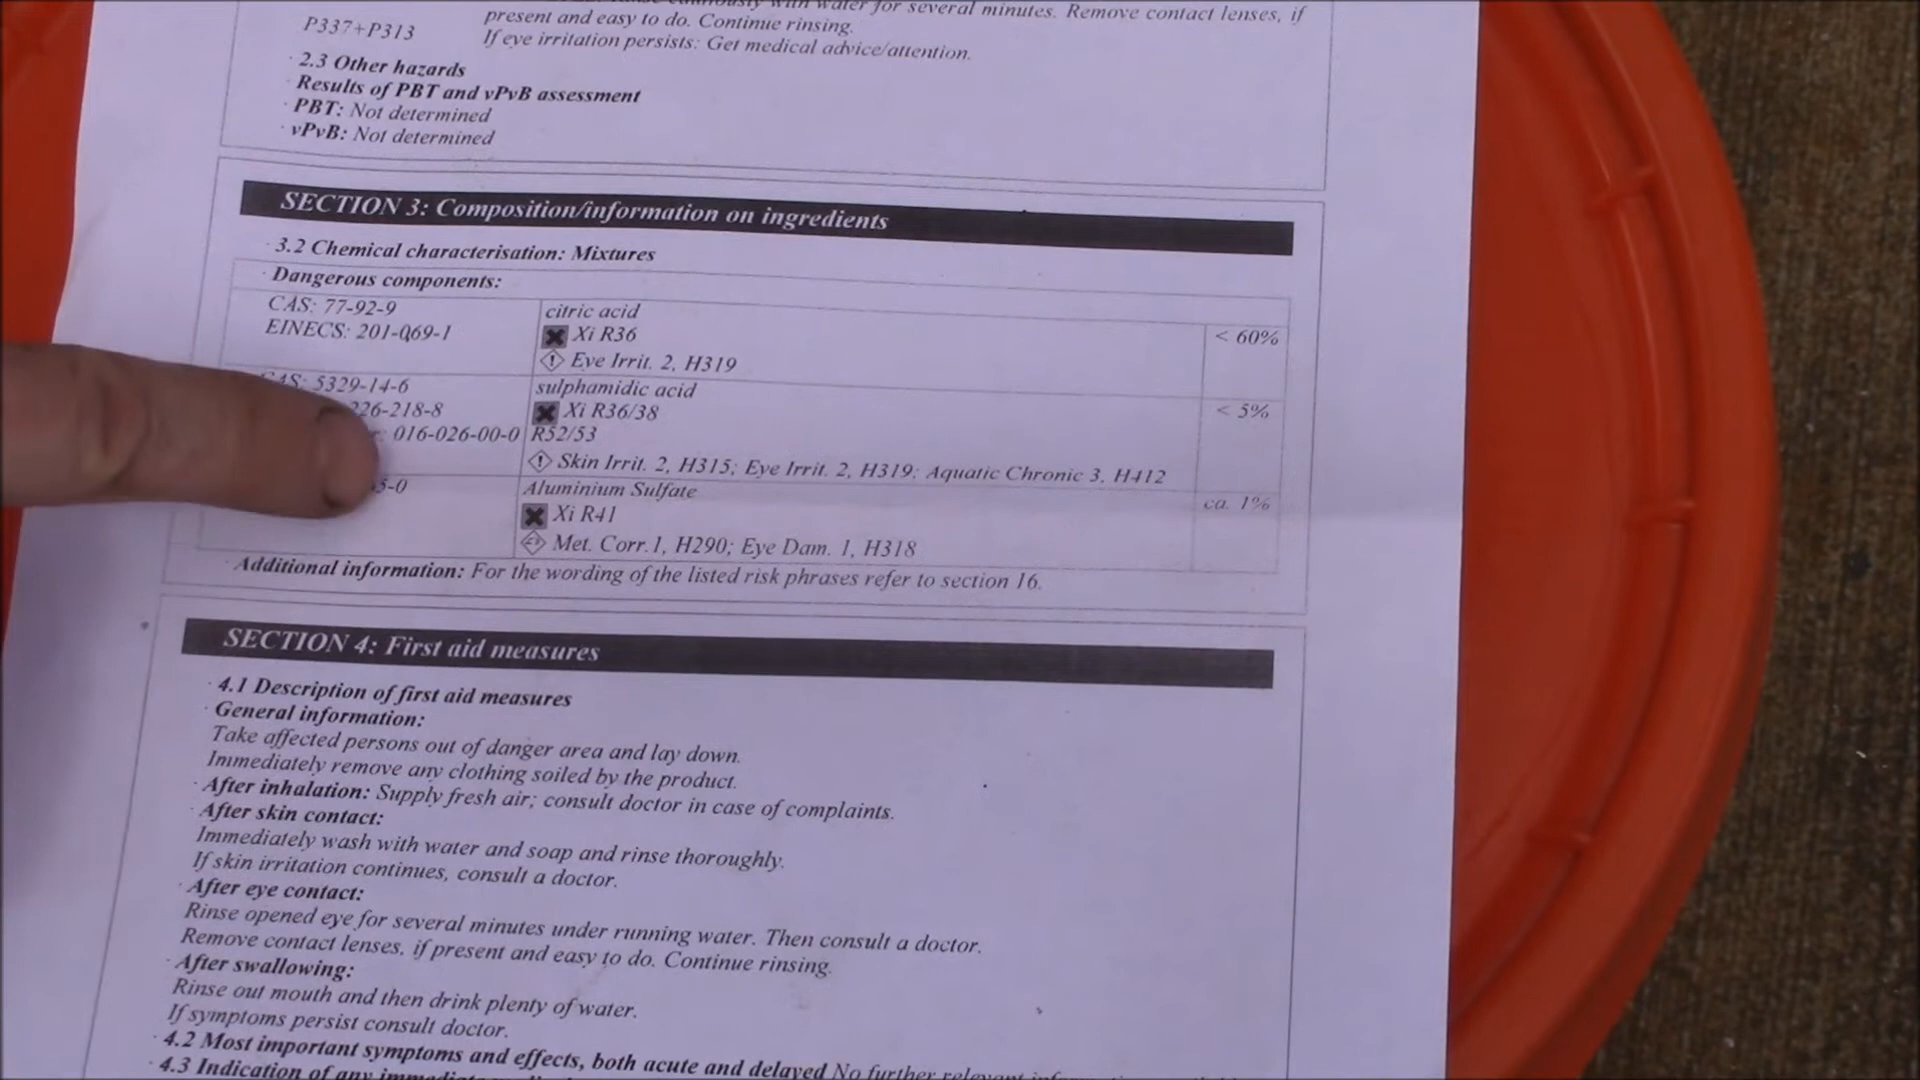 with water for several minutes. Remove contact lenses, if
P337+P313
present and easy to do. Continue rinsing.
If eye irritation persists: Get medical advice/attention.
· 2.3 Other hazards
· Results of PBT and vPvB assessment
· PBT: Not determined
· vPvB: Not determined
SECTION 3: Composition/information on ingredients
· 3.2 Chemical characterisation: Mixtures
· Dangerous components:
CAS: 77-92-9
EINECS: 201-069-1
citric acid
Xi R36
Eye Irrit. 2, H319
< 60%
CAS: 5329-14-6
226-218-8
016-026-00-0
sulphamidic acid
Xi R36/38
R52/53
Skin Irrit. 2, H315; Eye Irrit. 2, H319; Aquatic Chronic 3, H412
< 5%
5-0
Aluminium Sulfate
Xi R41
Met. Corr.1, H290; Eye Dam. 1, H318
ca. 1%
· Additional information: For the wording of the listed risk phrases refer to section 16.
SECTION 4: First aid measures
· 4.1 Description of first aid measures
· General information:
Take affected persons out of danger area and lay down.
Immediately remove any clothing soiled by the product.
· After inhalation: Supply fresh air; consult doctor in case of complaints.
· After skin contact:
Immediately wash with water and soap and rinse thoroughly.
If skin irritation continues, consult a doctor.
· After eye contact:
Rinse opened eye for several minutes under running water. Then consult a doctor.
Remove contact lenses, if present and easy to do. Continue rinsing.
· After swallowing:
Rinse out mouth and then drink plenty of water.
If symptoms persist consult doctor.
· 4.2 Most important symptoms and effects, both acute and delayed No further relevant
· 4.3 Indication of any